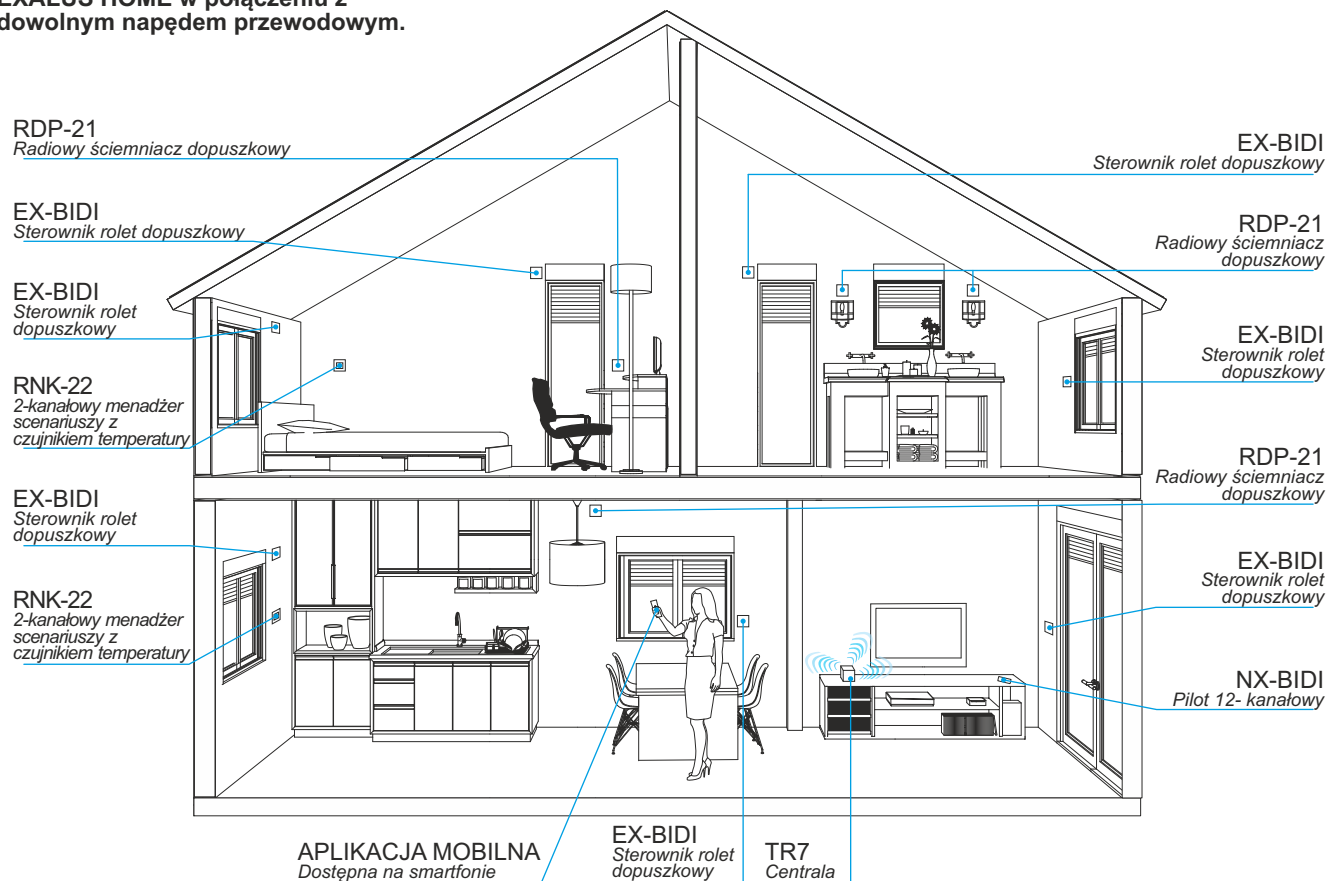 EXALUS HOME w połączeniu z
dowolnym napędem przewodowym.
RDP-21
Radiowy ściemniacz dopuszkowy
EX-BIDI
Sterownik rolet dopuszkowy
EX-BIDI
Sterownik rolet
dopuszkowy
RNK-22
2-kanałowy menadżer
scenariuszy z
czujnikiem temperatury
EX-BIDI
Sterownik rolet
dopuszkowy
RNK-22
2-kanałowy menadżer
scenariuszy z
czujnikiem temperatury
EX-BIDI
Sterownik rolet dopuszkowy
RDP-21
Radiowy ściemniacz
dopuszkowy
EX-BIDI
Sterownik rolet
dopuszkowy
RDP-21
Radiowy ściemniacz
dopuszkowy
EX-BIDI
Sterownik rolet
dopuszkowy
NX-BIDI
Pilot 12- kanałowy
APLIKACJA MOBILNA
Dostępna na smartfonie
EX-BIDI
Sterownik rolet
dopuszkowy
TR7
Centrala